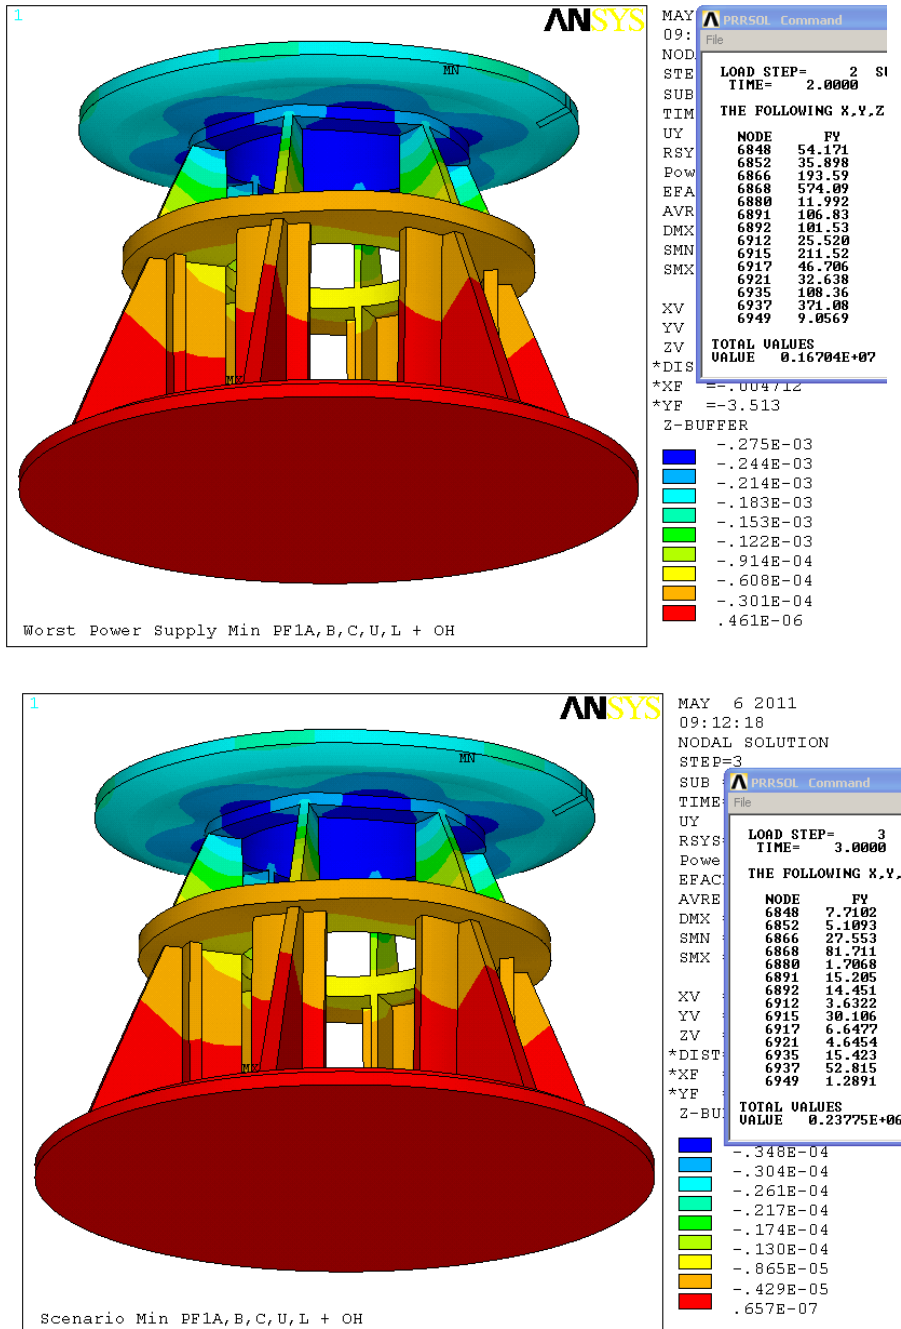 1
ANSYS
MN
MX
Worst Power Supply Min PF1A,B,C,U,L + OH
MAY
09:
NOD
STE
SUB
TIM
UY
RSY
Pow
EFA
AVR
DMX
SMN
SMX
XV
YV
ZV
*DIS
*XF =-.004712
*YF =-3.513
Z-BUFFER
-.275E-03
-.244E-03
-.214E-03
-.183E-03
-.153E-03
-.122E-03
-.914E-04
-.608E-04
-.301E-04
.461E-06
PRRSOL Command
File
LOAD STEP= 2 SU
TIME= 2.0000
THE FOLLOWING X,Y,Z
NODE FY
6848 54.171
6852 35.898
6866 193.59
6868 574.09
6880 11.992
6891 106.83
6892 101.53
6912 25.520
6915 211.52
6917 46.706
6921 32.638
6935 108.36
6937 371.08
6949 9.0569
TOTAL VALUES
VALUE 0.16704E+07
1
ANSYS
MN
MX
Scenario Min PF1A,B,C,U,L + OH
MAY 6 2011
09:12:18
NODAL SOLUTION
STEP=3
SUB =
TIME=
UY
RSYS=
Powe
EFAC
AVRE
DMX =
SMN =
SMX =
XV =
YV =
ZV =
*DIST=
*XF =
*YF =
Z-BU
-.348E-04
-.304E-04
-.261E-04
-.217E-04
-.174E-04
-.130E-04
-.865E-05
-.429E-05
.657E-07
PRRSOL Command
File
LOAD STEP= 3
TIME= 3.0000
THE FOLLOWING X,Y,
NODE FY
6848 7.7102
6852 5.1093
6866 27.553
6868 81.711
6880 1.7068
6891 15.205
6892 14.451
6912 3.6322
6915 30.106
6917 6.6477
6921 4.6454
6935 15.423
6937 52.815
6949 1.2891
TOTAL VALUES
VALUE 0.23775E+06